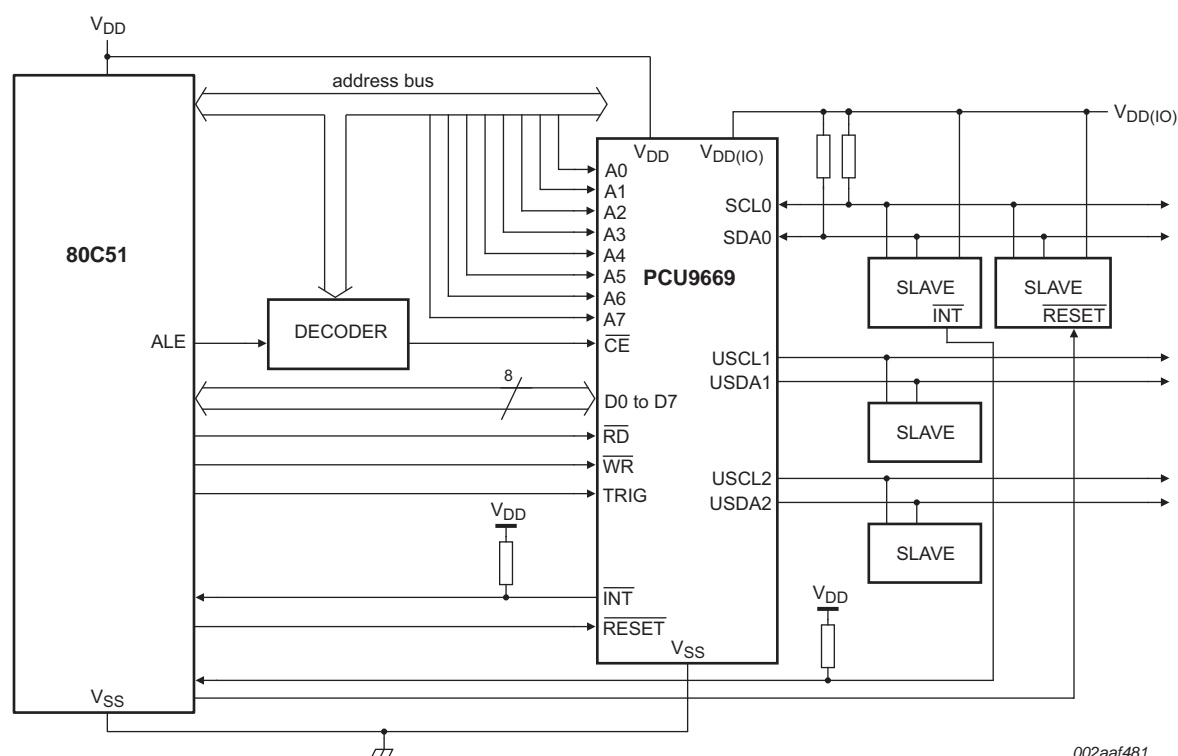 VDD
address bus
VDD(IO)
VDD
VDD(IO)
A0
A1
A2
A3
A4
A5
A6
A7
CE
80C51
PCU9669
SCL0
SDA0
SLAVE
INT
SLAVE
RESET
DECODER
ALE
8
D0 to D7
RD
WR
TRIG
USCL1
USDA1
SLAVE
USCL2
USDA2
SLAVE
VDD
INT
RESET
VDD
VSS
VSS
002aaf481